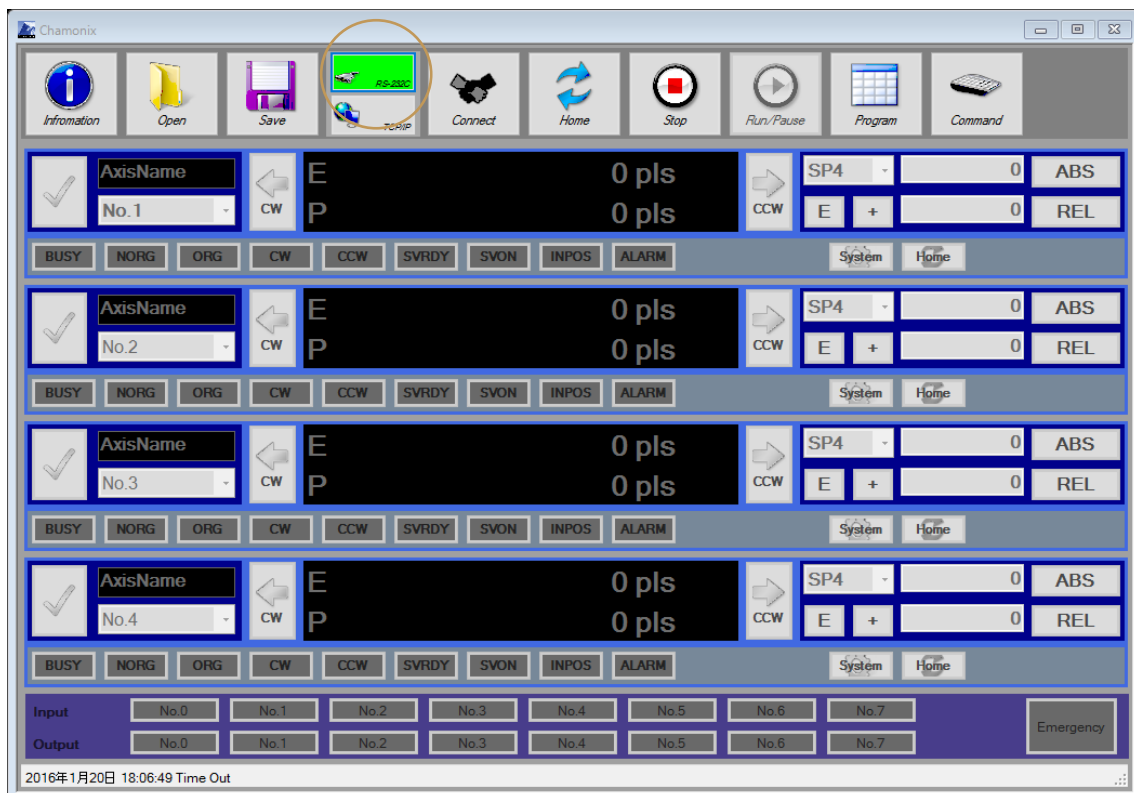 Chamonix
RS-232C
Infromation Open Save TCP/IP Connect Home Stop Run/Pause Program Command
AxisName E 0 pls SP4 0 ABS
No.1 CW P 0 pls CCW E + 0 REL
BUSY NORG ORG CW CCW SVRDY SVON INPOS ALARM System Home
AxisName E 0 pls SP4 0 ABS
No.2 CW P 0 pls CCW E + 0 REL
BUSY NORG ORG CW CCW SVRDY SVON INPOS ALARM System Home
AxisName E 0 pls SP4 0 ABS
No.3 CW P 0 pls CCW E + 0 REL
BUSY NORG ORG CW CCW SVRDY SVON INPOS ALARM System Home
AxisName E 0 pls SP4 0 ABS
No.4 CW P 0 pls CCW E + 0 REL
BUSY NORG ORG CW CCW SVRDY SVON INPOS ALARM System Home
Input No.0 No.1 No.2 No.3 No.4 No.5 No.6 No.7
Emergency
Output No.0 No.1 No.2 No.3 No.4 No.5 No.6 No.7
2016年1月20日 18:06:49 Time Out